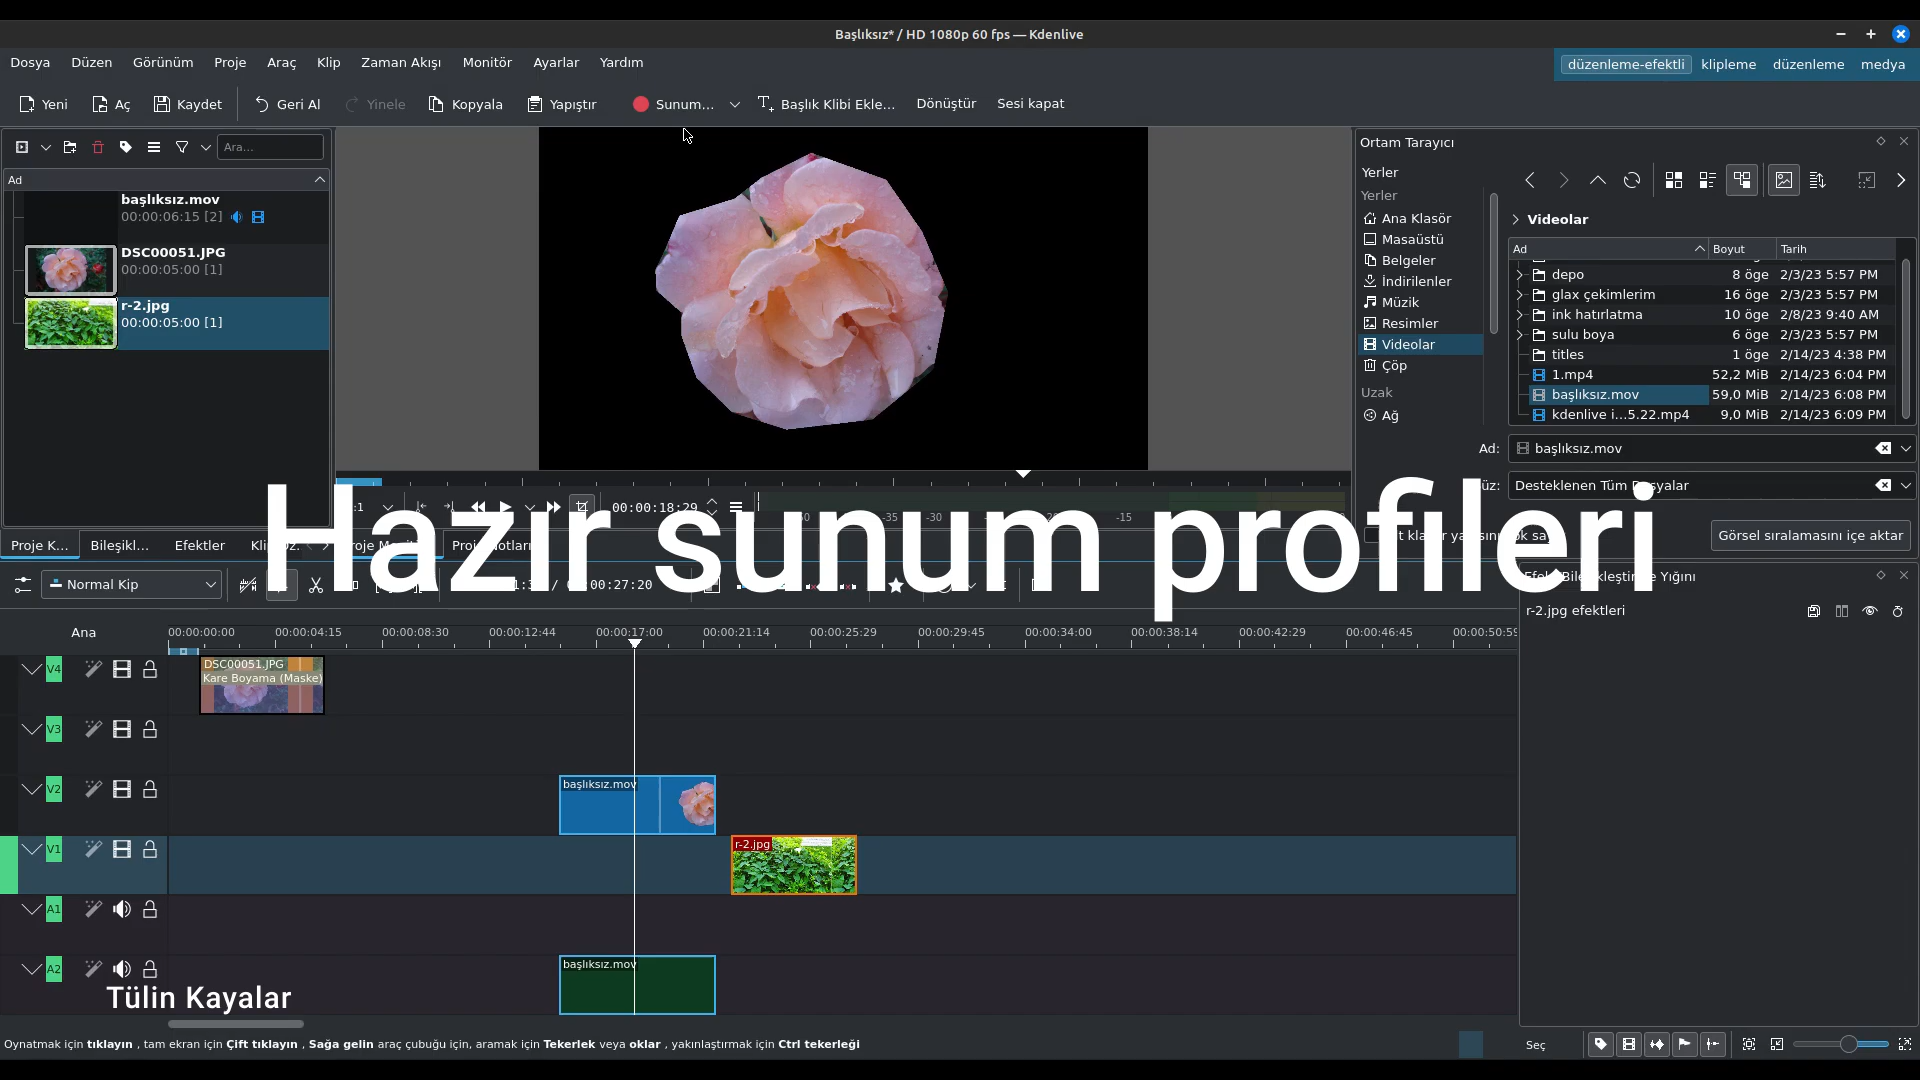 Başlıksız* / HD 1080p 60 fps — Kdenlive
Dosya Düzen Görünüm Proje Araç Klip Zaman Akışı Monitör Ayarlar Yardım
düzenleme-efektli klipleme düzenleme medya
Yeni Aç Kaydet Geri Al Yinele Kopyala Yapıştır Sunum... Başlık Klibi Ekle... Dönüştür Sesi kapat
Ara...
Ad
başlıksız.mov
00:00:06:15 [2]
DSC00051.JPG
00:00:05:00 [1]
r-2.jpg
00:00:05:00 [1]
Ortam Tarayıcı
Yerler
Yerler
Ana Klasör
Masaüstü
Belgeler
İndirilenler
Müzik
Resimler
Videolar
Çöp
Uzak
Ağ
Videolar
Ad Boyut Tarih
depo 8 öge 2/3/23 5:57 PM
glax çekimlerim 16 öge 2/3/23 5:57 PM
ink hatırlatma 10 öge 2/8/23 9:40 AM
sulu boya 6 öge 2/3/23 5:57 PM
titles 1 öge 2/14/23 4:38 PM
1.mp4 52,2 MiB 2/14/23 6:04 PM
başlıksız.mov 59,0 MiB 2/14/23 6:08 PM
kdenlive i...5.22.mp4 9,0 MiB 2/14/23 6:09 PM
Ad: başlıksız.mov
Desteklenen Tüm
Görsel sıralamasını içe aktar
00:00:18:29
-35 -30 -15
Hazır sunum profileri
Proje K... Bileşikl... Efektler
Normal Kip
00:00:27:20
r-2.jpg efektleri
Ana
00:00:00:00 00:00:04:15 00:00:08:30 00:00:12:44 00:00:17:00 00:00:21:14 00:00:25:29 00:00:29:45 00:00:34:00 00:00:38:14 00:00:42:29 00:00:46:45 00:00:50:59
V4
DSC00051.JPG
Kare Boyama (Maske)
V3
V2
başlıksız.mov
V1
r-2.jpg
A1
A2
başlıksız.mov
Tülin Kayalar
Oynatmak için tıklayın , tam ekran için Çift tıklayın , Sağa gelin araç çubuğu için, aramak için Tekerlek veya oklar , yakınlaştırmak için Ctrl tekerleği
Seç